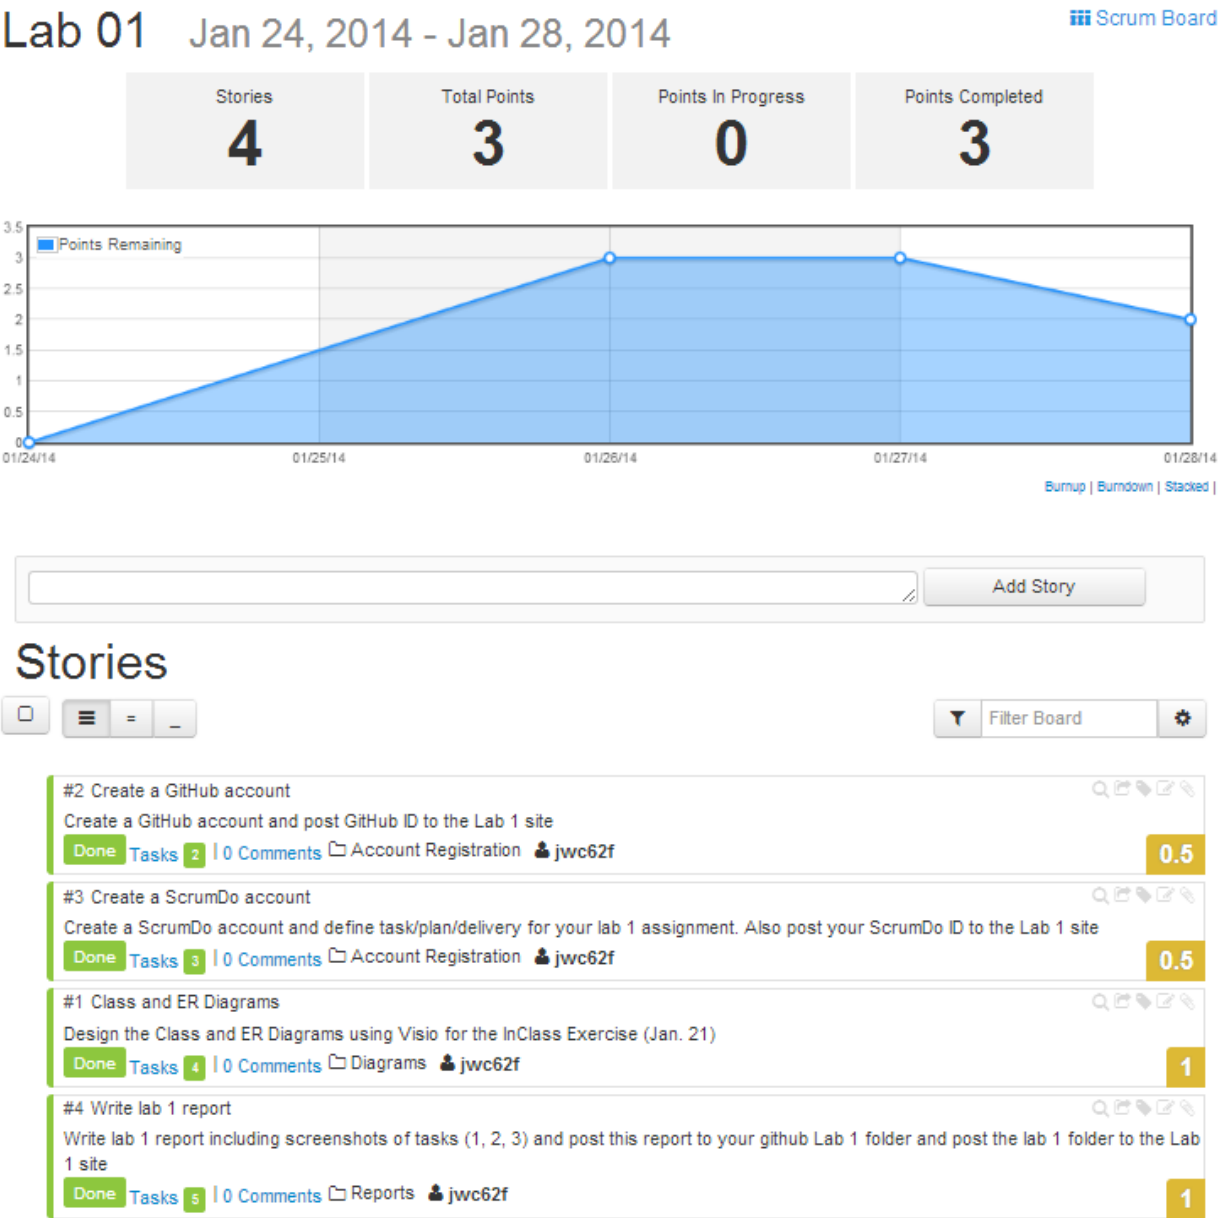 Lab 01 Jan 24, 2014 - Jan 28, 2014
Scrum Board
Stories Total Points Points In Progress Points Completed
4 3 0 3
3.5
Points Remaining
3
2.5
2
1.5
1
0.5
0
01/24/14 01/25/14 01/26/14 01/27/14 01/28/14
Burnup | Burndown | Stacked |
Add Story
Stories
= _ Filter Board
#2 Create a GitHub account
Create a GitHub account and post GitHub ID to the Lab 1 site
Done Tasks 2 | 0 Comments Account Registration jwc62f 0.5
#3 Create a ScrumDo account
Create a ScrumDo account and define task/plan/delivery for your lab 1 assignment. Also post your ScrumDo ID to the Lab 1 site
Done Tasks 3 | 0 Comments Account Registration jwc62f 0.5
#1 Class and ER Diagrams
Design the Class and ER Diagrams using Visio for the InClass Exercise (Jan. 21)
Done Tasks 4 | 0 Comments Diagrams jwc62f 1
#4 Write lab 1 report
Write lab 1 report including screenshots of tasks (1, 2, 3) and post this report to your github Lab 1 folder and post the lab 1 folder to the Lab
1 site
Done Tasks 5 | 0 Comments Reports jwc62f 1